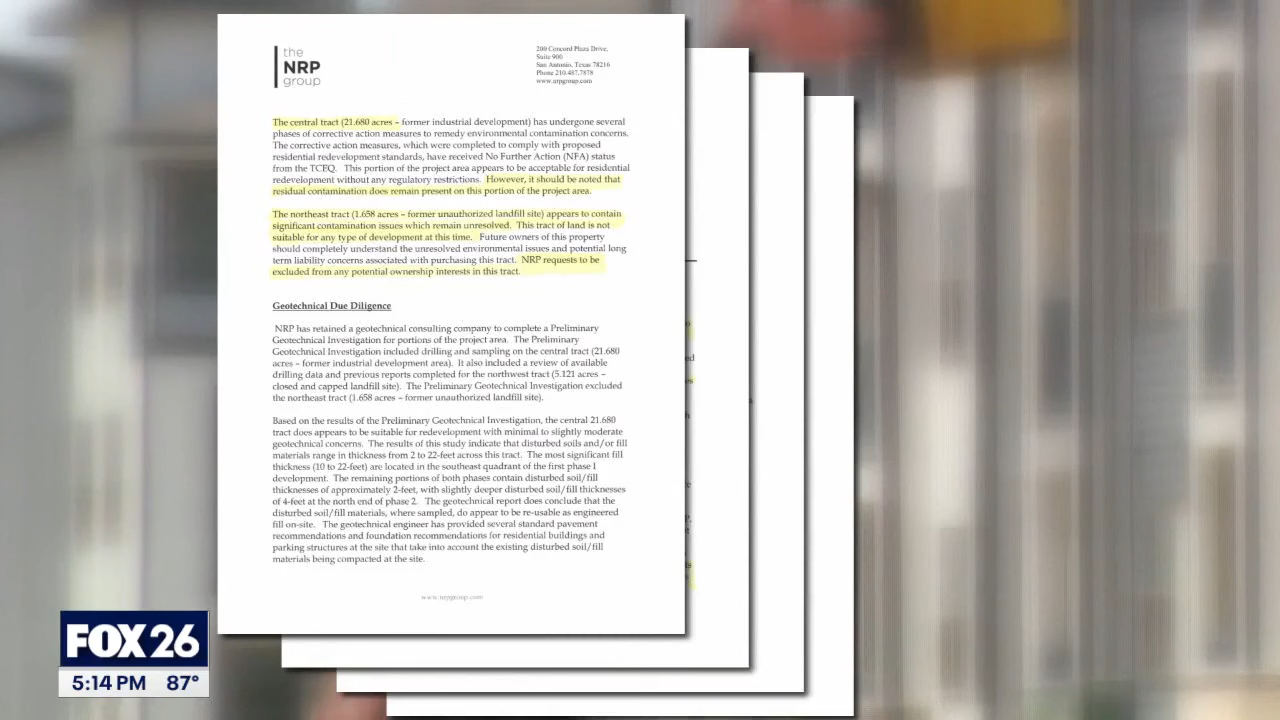 the
NRP
group
200 Concord Plaza Drive,
Suite 900
San Antonio, Texas 78216
Phone 210.487.7878
www.nrpgroup.com
The central tract (21.680 acres – former industrial development) has undergone several
phases of corrective action measures to remedy environmental contamination concerns.
The corrective action measures, which were completed to comply with proposed
residential redevelopment standards, have received No Further Action (NFA) status
from the TCEQ. This portion of the project area appears to be acceptable for residential
redevelopment without any regulatory restrictions. However, it should be noted that
residual contamination does remain present on this portion of the project area.
The northeast tract (1.658 acres – former unauthorized landfill site) appears to contain
significant contamination issues which remain unresolved. This tract of land is not
suitable for any type of development at this time. Future owners of this property
should completely understand the unresolved environmental issues and potential long
term liability concerns associated with purchasing this tract. NRP requests to be
excluded from any potential ownership interests in this tract.
Geotechnical Due Diligence
NRP has retained a geotechnical consulting company to complete a Preliminary
Geotechnical Investigation for portions of the project area. The Preliminary
Geotechnical Investigation included drilling and sampling on the central tract (21.680
acres – former industrial development area). It also included a review of available
drilling data and previous reports completed for the northwest tract (5.121 acres –
closed and capped landfill site). The Preliminary Geotechnical Investigation excluded
the northeast tract (1.658 acres – former unauthorized landfill site).
Based on the results of the Preliminary Geotechnical Investigation, the central 21.680
tract does appears to be suitable for redevelopment with minimal to slightly moderate
geotechnical concerns. The results of this study indicate that disturbed soils and/or fill
materials range in thickness from 2 to 22-feet across this tract. The most significant fill
thickness (10 to 22-feet) are located in the southeast quadrant of the first phase I
development. The remaining portions of both phases contain disturbed soil/fill
thicknesses of approximately 2-feet, with slightly deeper disturbed soil/fill thicknesses
of 4-feet at the north end of phase 2. The geotechnical report does conclude that the
disturbed soil/fill materials, where sampled, do appear to be re-usable as engineered
fill on-site. The geotechnical engineer has provided several standard pavement
recommendations and foundation recommendations for residential buildings and
parking structures at the site that take into account the existing disturbed soil/fill
materials being compacted at the site.
www.nrpgroup.com
FOX 26
5:14 PM 87°